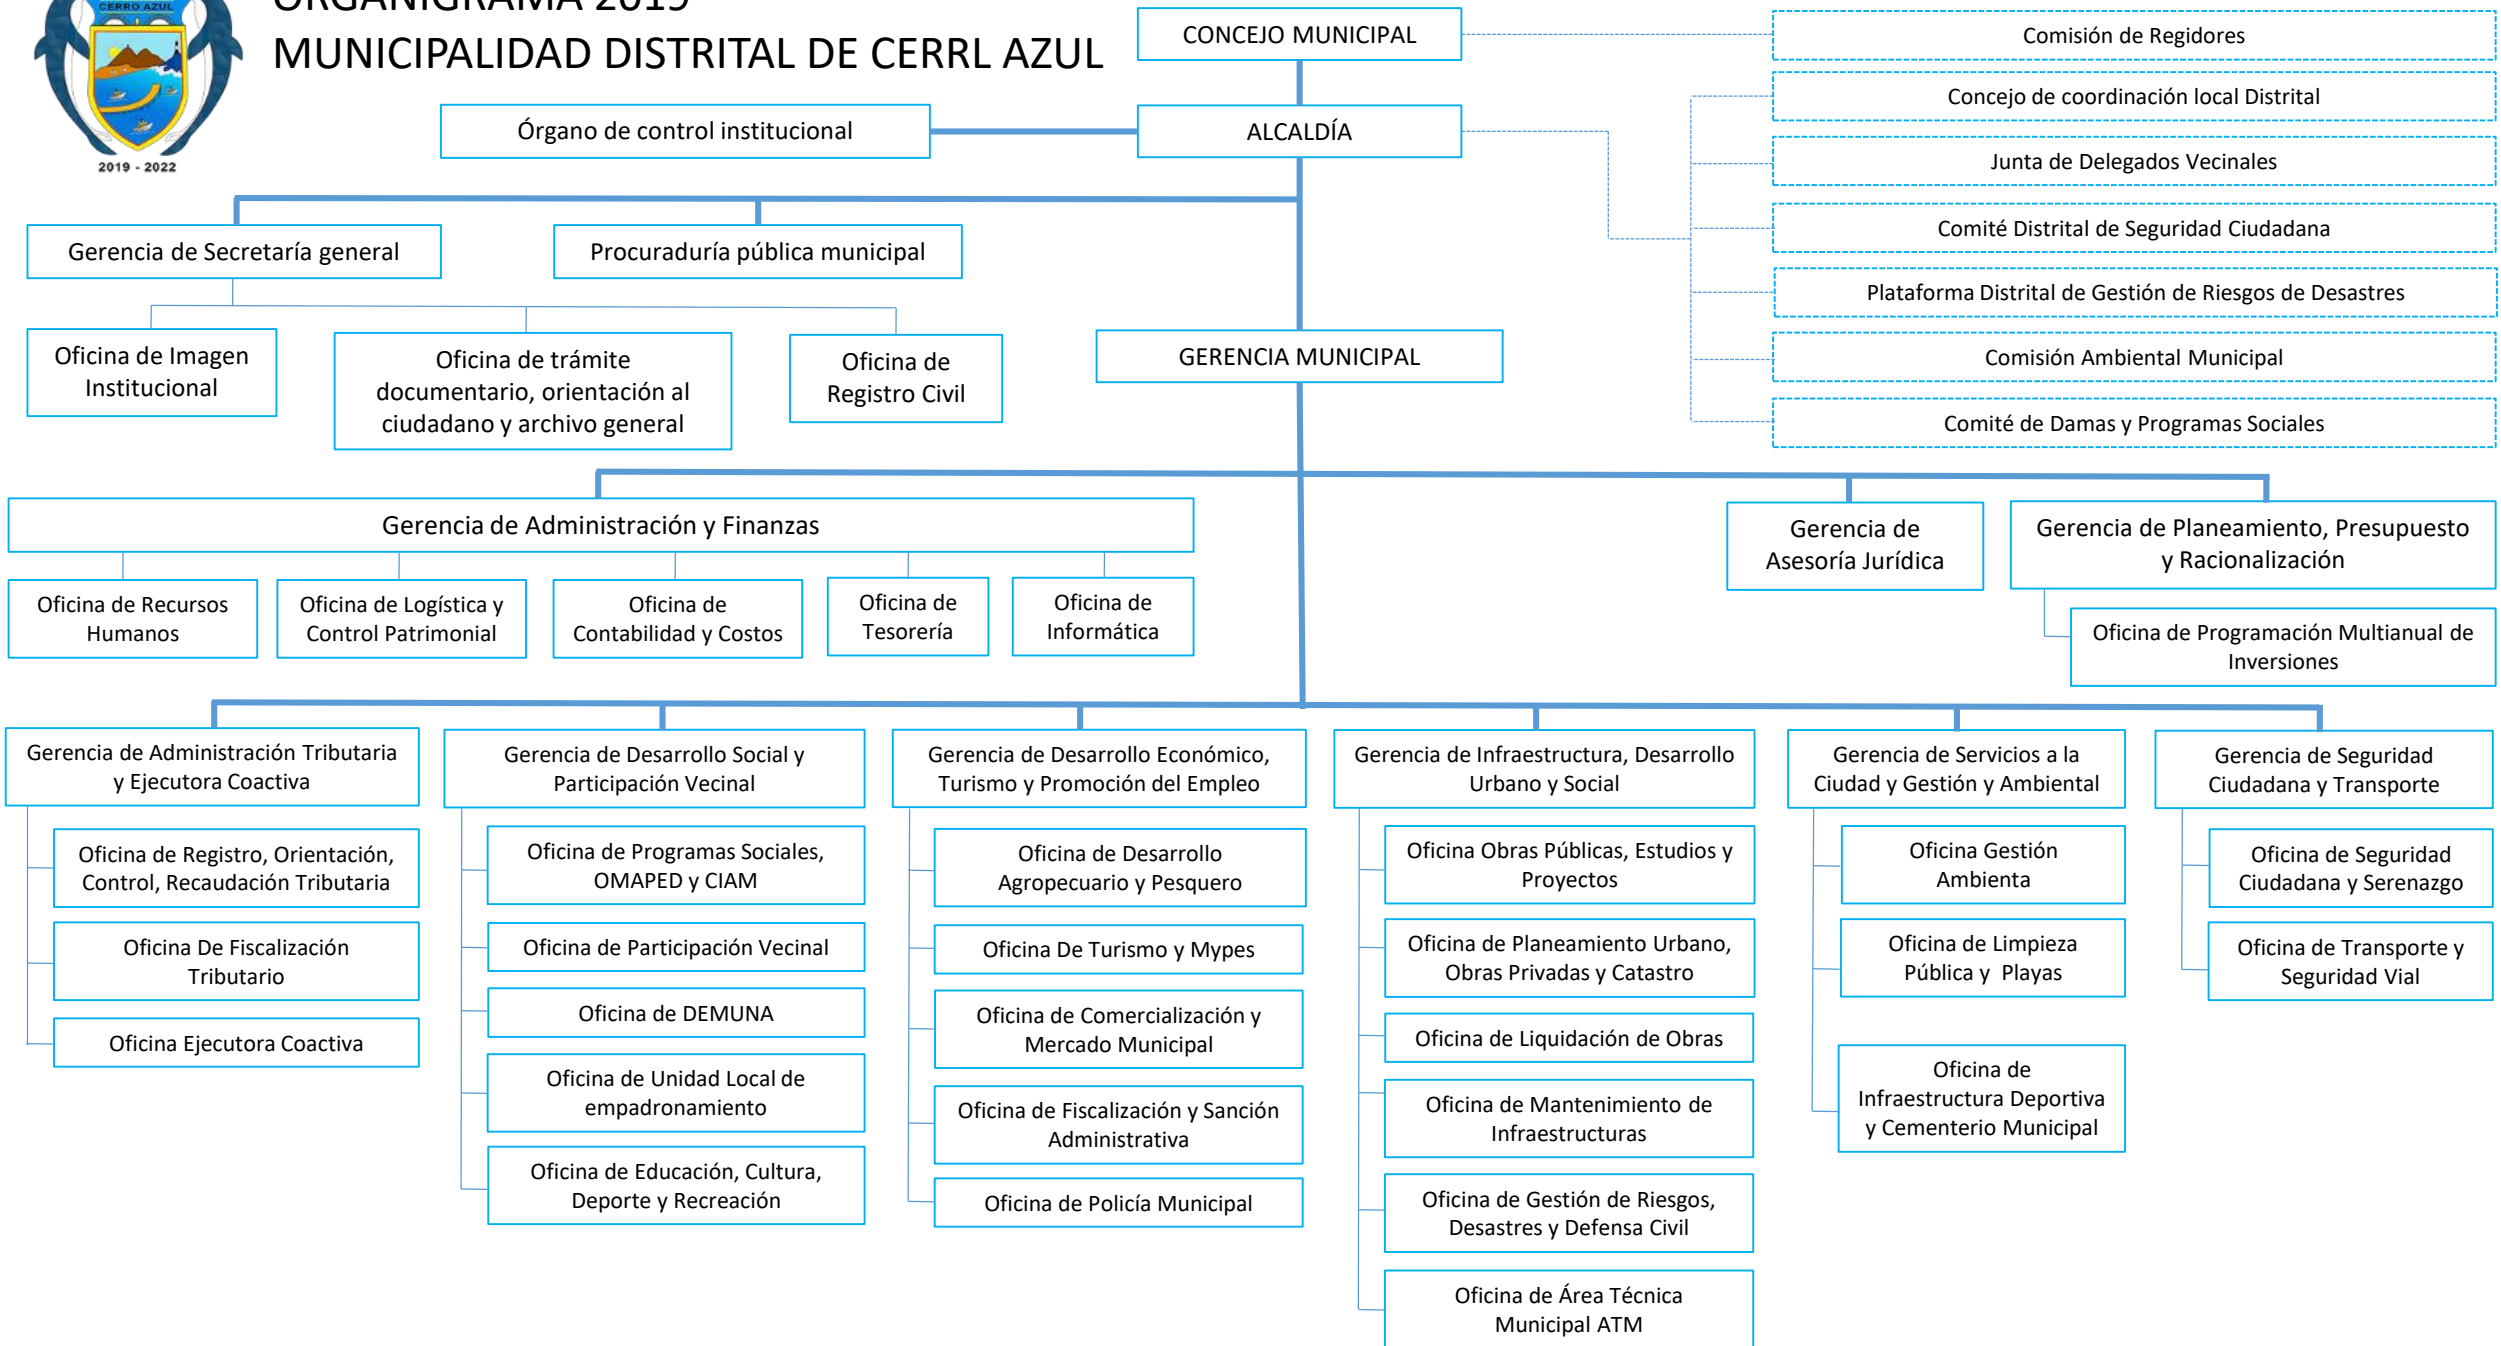 CERRO AZUL
2019 - 2022
ORGANIGRAMA 2019
MUNICIPALIDAD DISTRITAL DE CERRL AZUL
CONCEJO MUNICIPAL
Comisión de Regidores
Órgano de control institucional
ALCALDÍA
Concejo de coordinación local Distrital
Junta de Delegados Vecinales
Comité Distrital de Seguridad Ciudadana
Plataforma Distrital de Gestión de Riesgos de Desastres
Comisión Ambiental Municipal
Comité de Damas y Programas Sociales
Gerencia de Secretaría general
Procuraduría pública municipal
Oficina de Imagen
Institucional
Oficina de trámite
documentario, orientación al
ciudadano y archivo general
Oficina de
Registro Civil
GERENCIA MUNICIPAL
Gerencia de Administración y Finanzas
Gerencia de
Asesoría Jurídica
Gerencia de Planeamiento, Presupuesto
y Racionalización
Oficina de Recursos
Humanos
Oficina de Logística y
Control Patrimonial
Oficina de
Contabilidad y Costos
Oficina de
Tesorería
Oficina de
Informática
Oficina de Programación Multianual de
Inversiones
Gerencia de Administración Tributaria
y Ejecutora Coactiva
Oficina de Registro, Orientación,
Control, Recaudación Tributaria
Oficina De Fiscalización
Tributario
Oficina Ejecutora Coactiva
Gerencia de Desarrollo Social y
Participación Vecinal
Oficina de Programas Sociales,
OMAPED y CIAM
Oficina de Participación Vecinal
Oficina de DEMUNA
Oficina de Unidad Local de
empadronamiento
Oficina de Educación, Cultura,
Deporte y Recreación
Gerencia de Desarrollo Económico,
Turismo y Promoción del Empleo
Oficina de Desarrollo
Agropecuario y Pesquero
Oficina De Turismo y Mypes
Oficina de Comercialización y
Mercado Municipal
Oficina de Fiscalización y Sanción
Administrativa
Oficina de Policía Municipal
Gerencia de Infraestructura, Desarrollo
Urbano y Social
Oficina Obras Públicas, Estudios y
Proyectos
Oficina de Planeamiento Urbano,
Obras Privadas y Catastro
Oficina de Liquidación de Obras
Oficina de Mantenimiento de
Infraestructuras
Oficina de Gestión de Riesgos,
Desastres y Defensa Civil
Oficina de Área Técnica
Municipal ATM
Gerencia de Servicios a la
Ciudad y Gestión y Ambiental
Oficina Gestión
Ambienta
Oficina de Limpieza
Pública y Playas
Oficina de
Infraestructura Deportiva
y Cementerio Municipal
Gerencia de Seguridad
Ciudadana y Transporte
Oficina de Seguridad
Ciudadana y Serenazgo
Oficina de Transporte y
Seguridad Vial